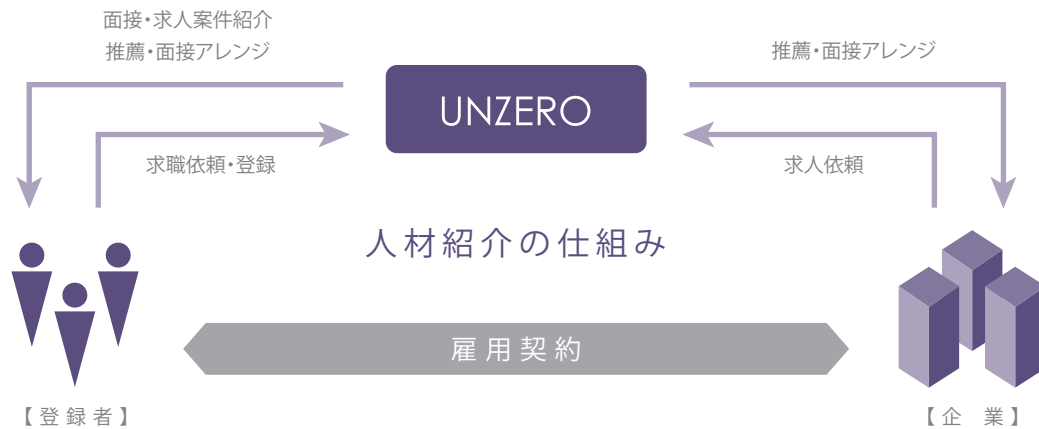 面接・求人案件紹介
推薦・面接アレンジ
推薦・面接アレンジ
UNZERO
求職依頼・登録
求人依頼
人材紹介の仕組み
雇用契約
【登録者】
【企　業】